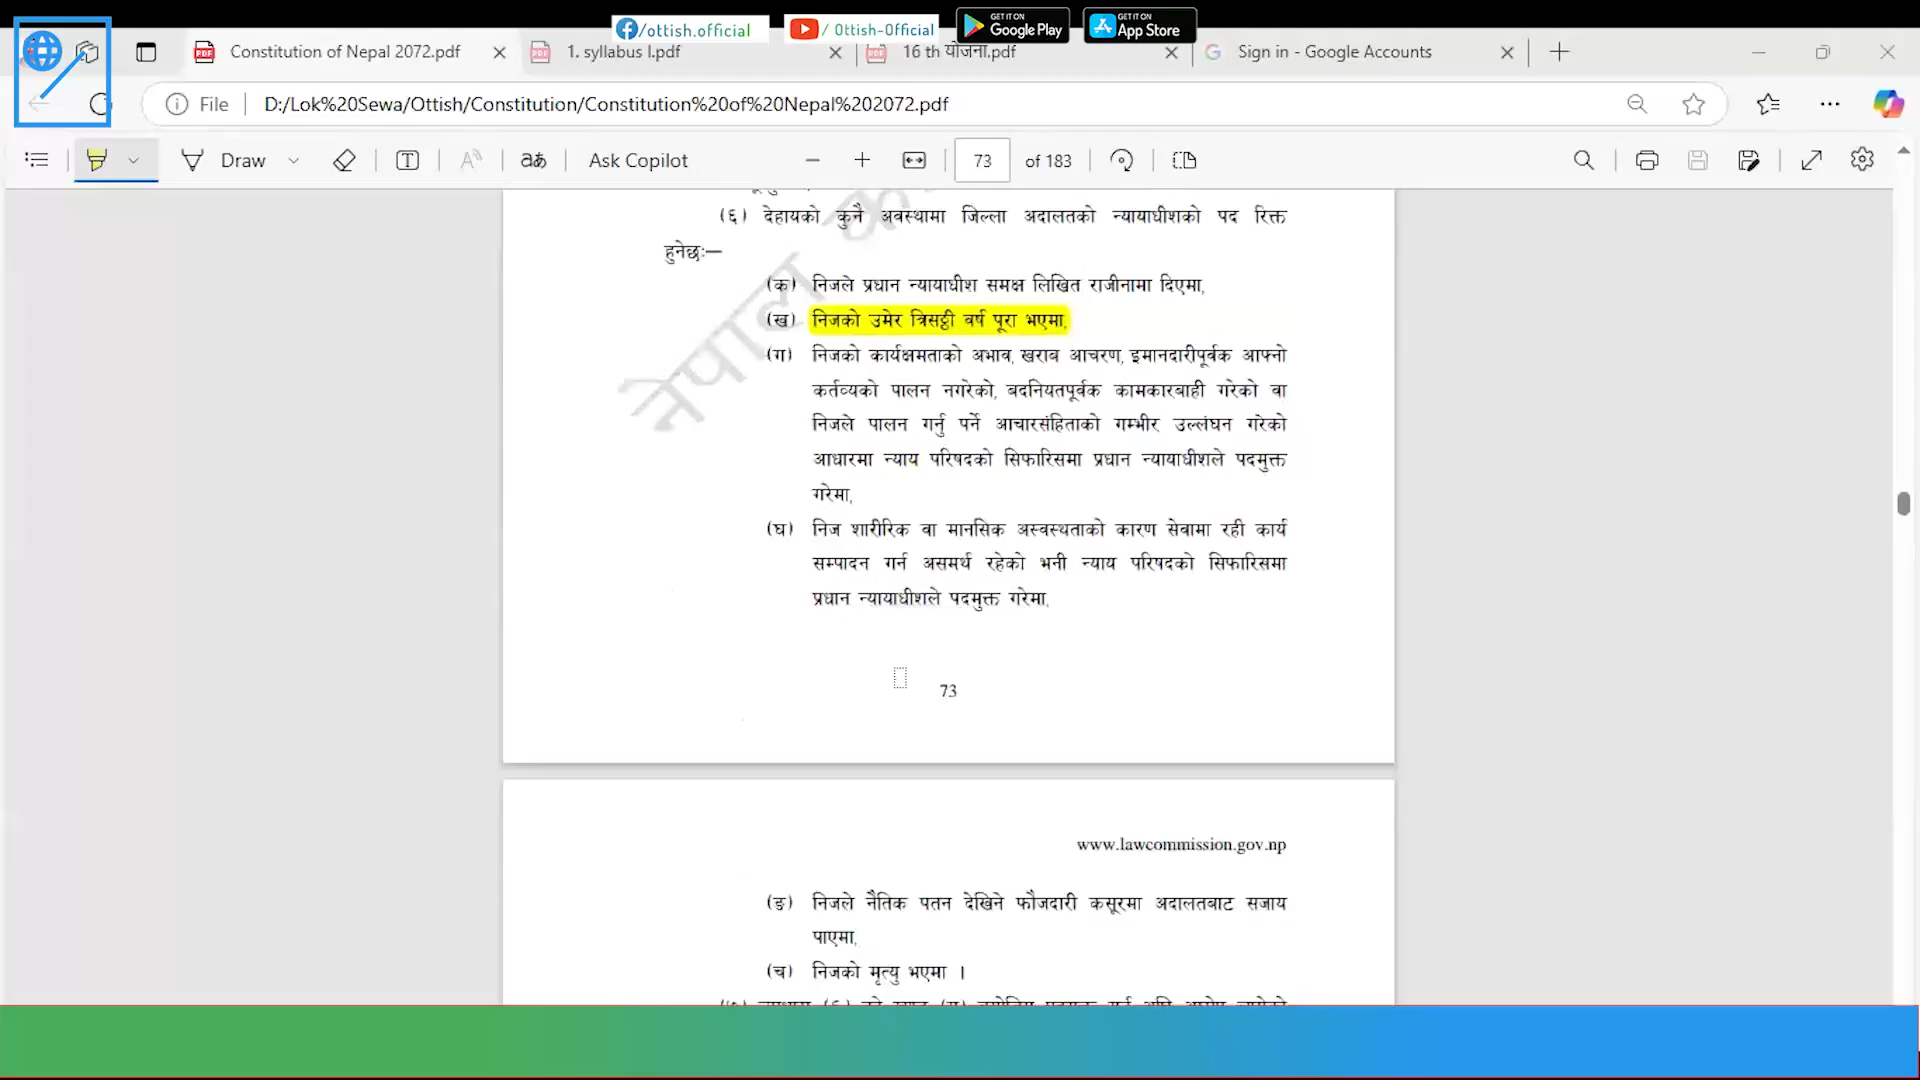 /ottish.official
/ Ottish-Official
GET IT ON
Google Play
GET IT ON
App Store
Constitution of Nepal 2072.pdf
1. syllabus I.pdf
16 th योजना.pdf
Sign in - Google Accounts
File
D:/Lok%20Sewa/Ottish/Constitution/Constitution%20of%20Nepal%202072.pdf
Draw
Ask Copilot
73 of 183
(६) देहायको कुनै अवस्थामा जिल्ला अदालतको न्यायाधीशको पद रिक्त
हुनेछः—
(क) निजले प्रधान न्यायाधीश समक्ष लिखित राजीनामा दिएमा,
(ख) निजको उमेर त्रिसट्ठी वर्ष पूरा भएमा,
(ग) निजको कार्यक्षमताको अभाव, खराब आचरण, इमानदारीपूर्वक आफ्नो
कर्तव्यको पालन नगरेको, बदनियतपूर्वक कामकारबाही गरेको वा
निजले पालन गर्नु पर्ने आचारसंहिताको गम्भीर उल्लंघन गरेको
आधारमा न्याय परिषदको सिफारिसमा प्रधान न्यायाधीशले पदमुक्त
गरेमा,
(घ) निज शारीरिक वा मानसिक अस्वस्थताको कारण सेवामा रही कार्य
सम्पादन गर्न असमर्थ रहेको भनी न्याय परिषदको सिफारिसमा
प्रधान न्यायाधीशले पदमुक्त गरेमा,
नेपाल
73
www.lawcommission.gov.np
(ङ) निजले नैतिक पतन देखिने फौजदारी कसूरमा अदालतबाट सजाय
पाएमा,
(च) निजको मृत्यु भएमा ।